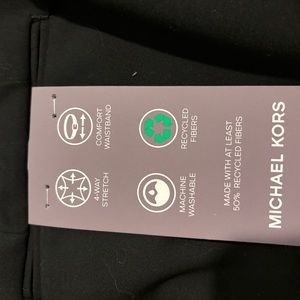 COMFORT
WAISTBAND
RECYCLED
FIBERS
4-WAY
STRETCH
MACHINE
WASHABLE
MADE WITH AT LEAST
50% RECYCLED FIBERS
MICHAEL KORS